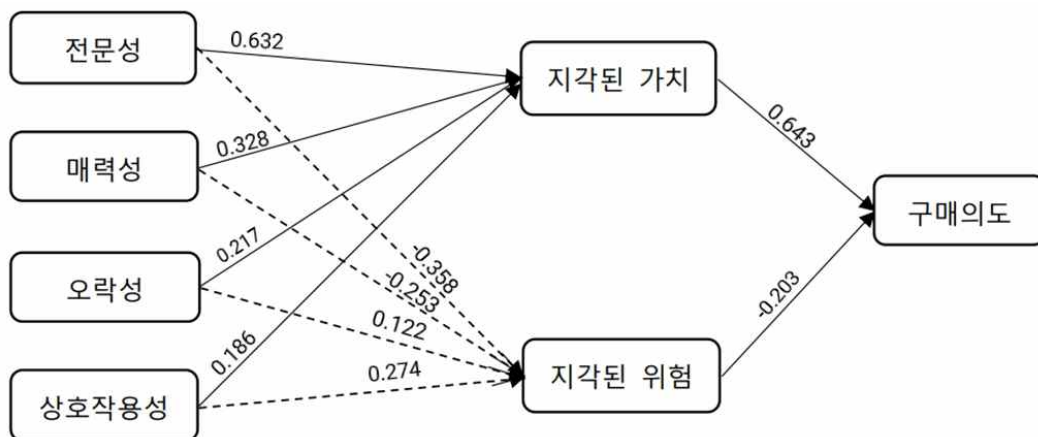 전문성
0.632
지각된 가치
매력성
0.328
0.643
구매의도
오락성
0.217
-0.358
-0.253
0.122
-0.203
상호작용성
0.186
0.274
지각된 위험